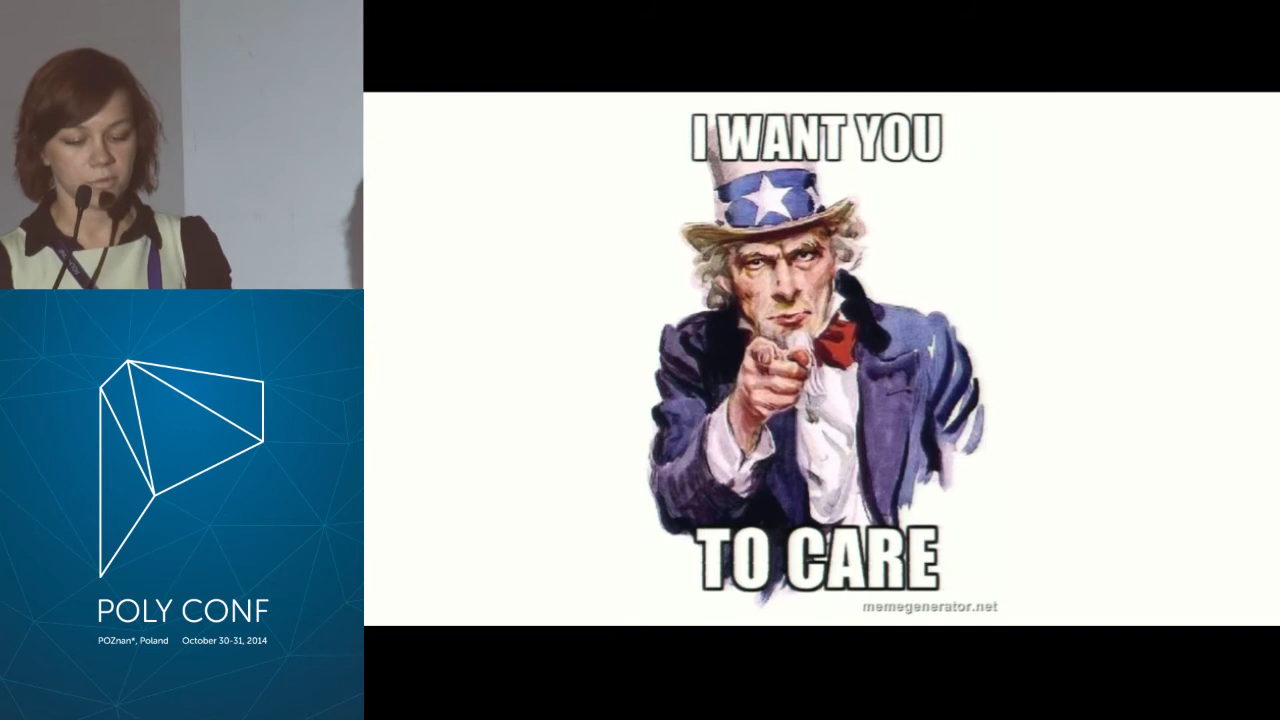 I WANT YOU
TO CARE
memegenerator.net
POLY CONF
POZnan*, Poland October 30-31, 2014